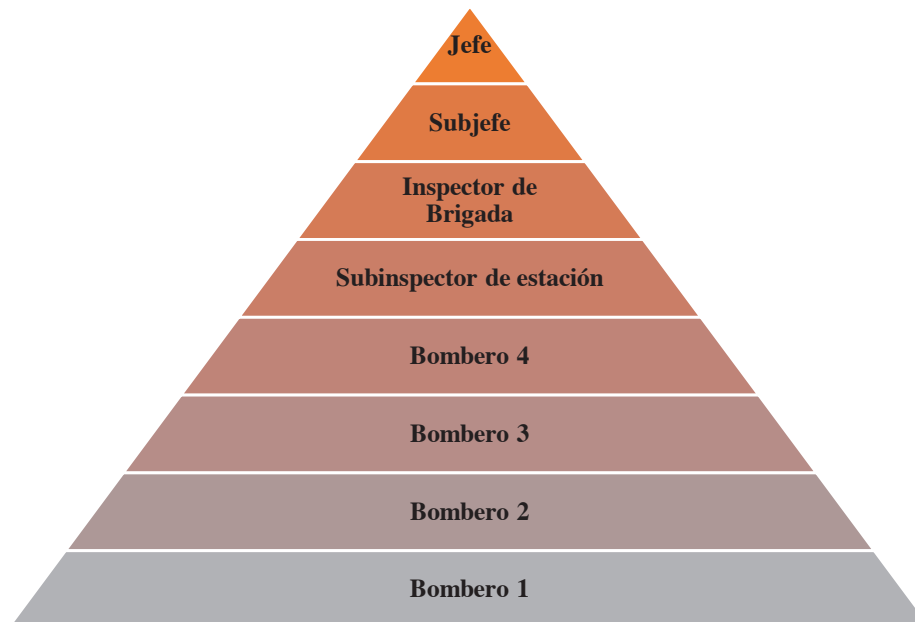 Jefe
Subjefe
Inspector de
Brigada
Subinspector de estación
Bombero 4
Bombero 3
Bombero 2
Bombero 1